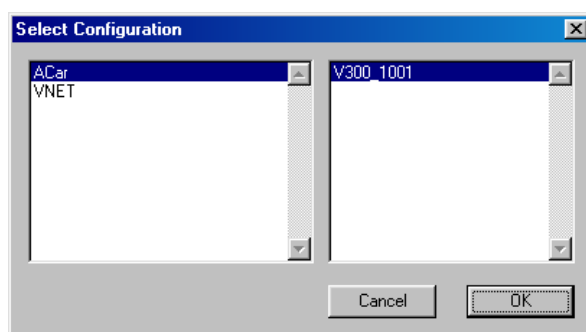 Select Configuration
ACar
VNET
V300_1001
Cancel
OK